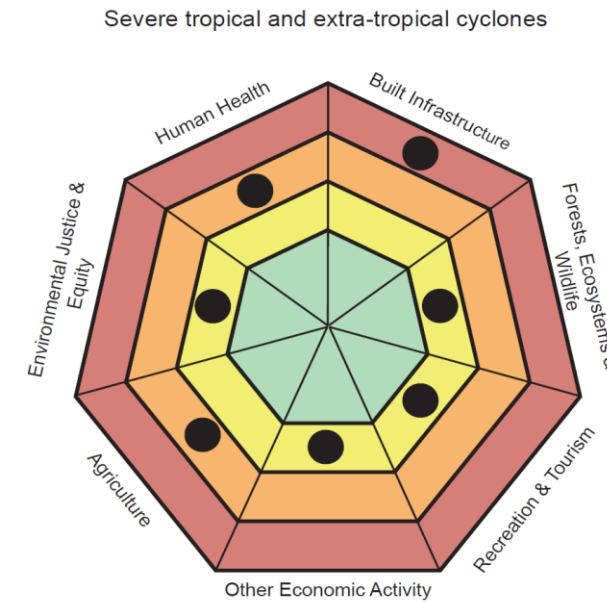 Severe tropical and extra-tropical cyclones
Human Health
Built Infrastructure
Environmental Justice &
Equity
Forests, Ecosystems &
Wildlife
Agriculture
Recreation & Tourism
Other Economic Activity